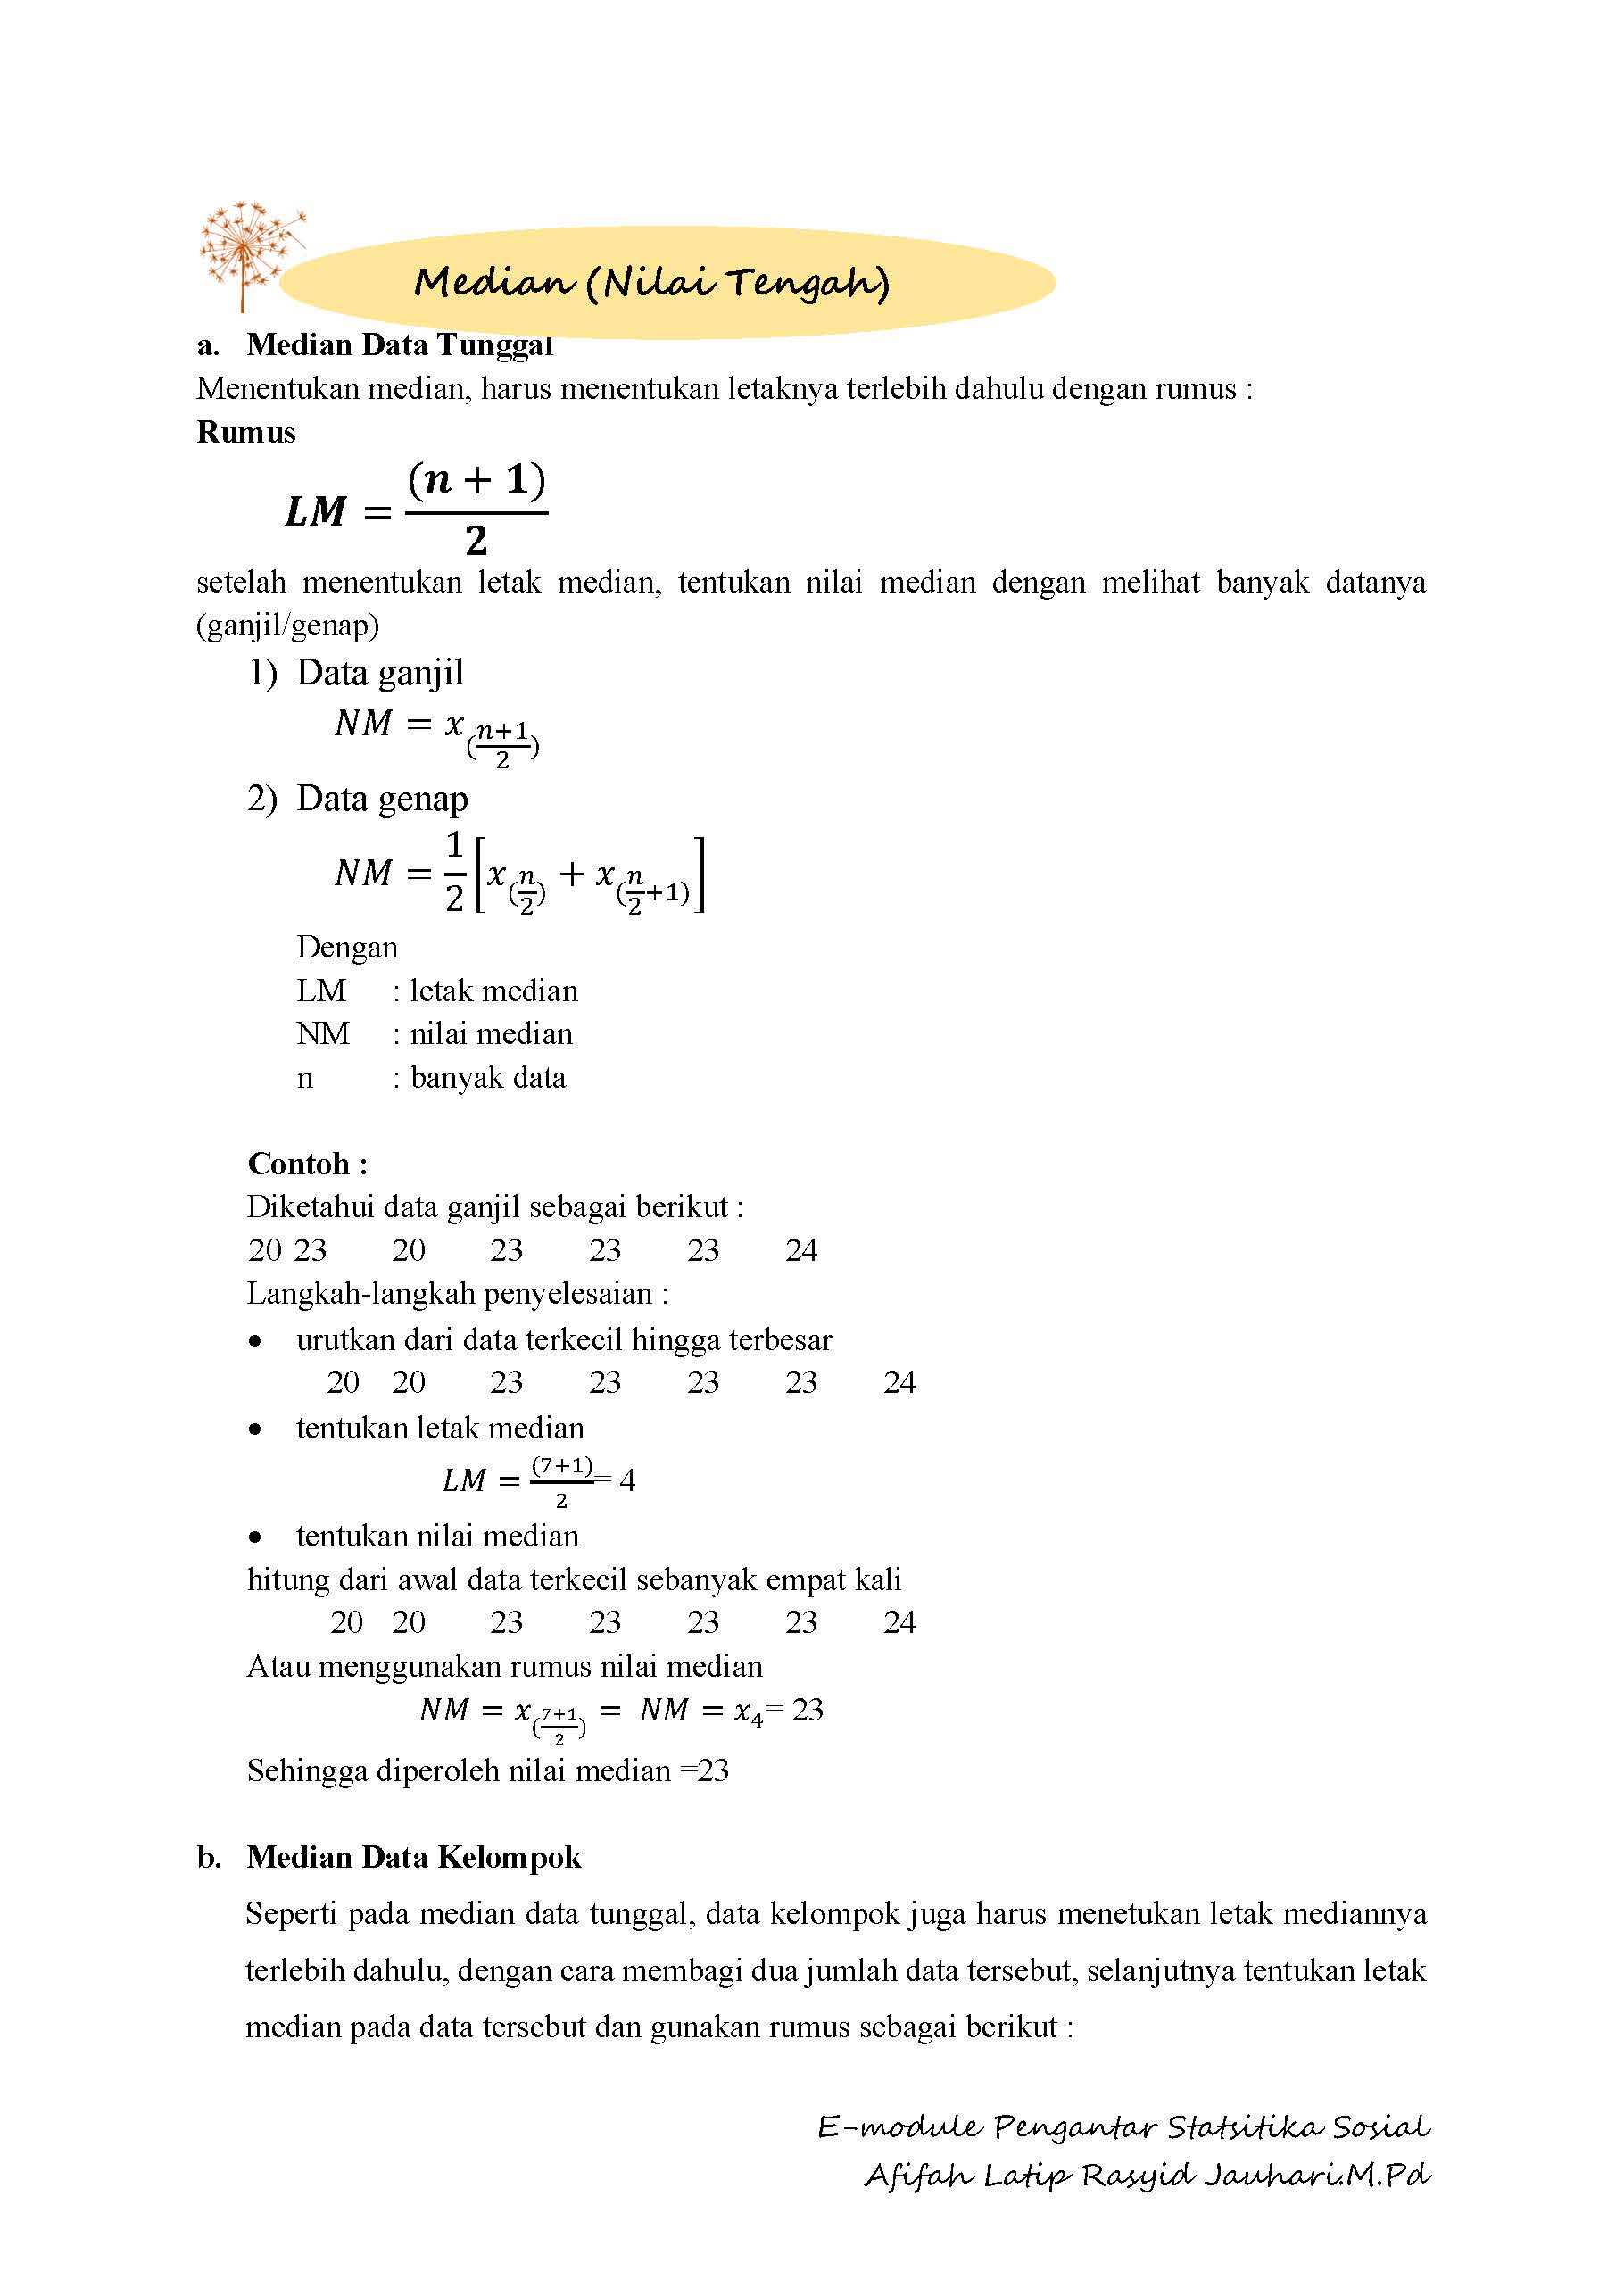 Median (Nilai Tengah)
a. Median Data Tunggal
Menentukan median, harus menentukan letaknya terlebih dahulu dengan rumus :
Rumus
LM = (n + 1) / 2
setelah menentukan letak median, tentukan nilai median dengan melihat banyak datanya
(ganjil/genap)
1) Data ganjil
NM = x_((n+1)/2)
2) Data genap
NM = 1/2 [x_(n/2) + x_(n/2+1)]
Dengan
LM : letak median
NM : nilai median
n : banyak data
Contoh :
Diketahui data ganjil sebagai berikut :
20 23 20 23 23 23 24
Langkah-langkah penyelesaian :
• urutkan dari data terkecil hingga terbesar
20 20 23 23 23 23 24
• tentukan letak median
LM = (7+1)/2 = 4
• tentukan nilai median
hitung dari awal data terkecil sebanyak empat kali
20 20 23 23 23 23 24
Atau menggunakan rumus nilai median
NM = x_((7+1)/2) = NM = x_4 = 23
Sehingga diperoleh nilai median =23
b. Median Data Kelompok
Seperti pada median data tunggal, data kelompok juga harus menetukan letak mediannya
terlebih dahulu, dengan cara membagi dua jumlah data tersebut, selanjutnya tentukan letak
median pada data tersebut dan gunakan rumus sebagai berikut :
E-module Pengantar Statsitika Sosial
Afifah Latip Rasyid Jauhari.M.Pd